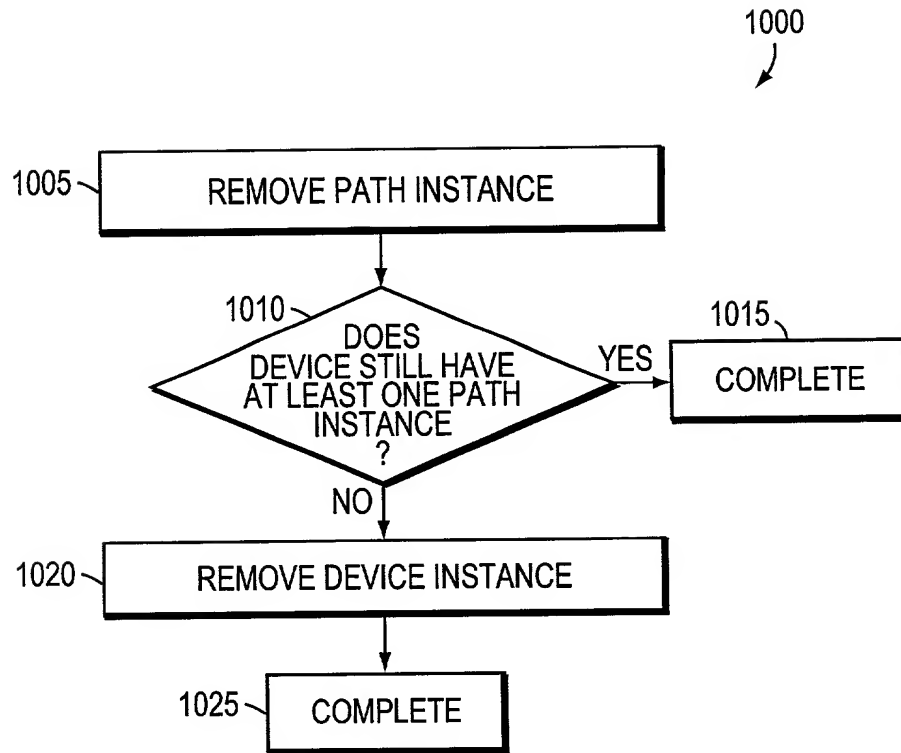 1000
1005
REMOVE PATH INSTANCE
1010
DOES
DEVICE STILL HAVE
AT LEAST ONE PATH
INSTANCE
?
YES
1015
COMPLETE
NO
1020
REMOVE DEVICE INSTANCE
1025
COMPLETE